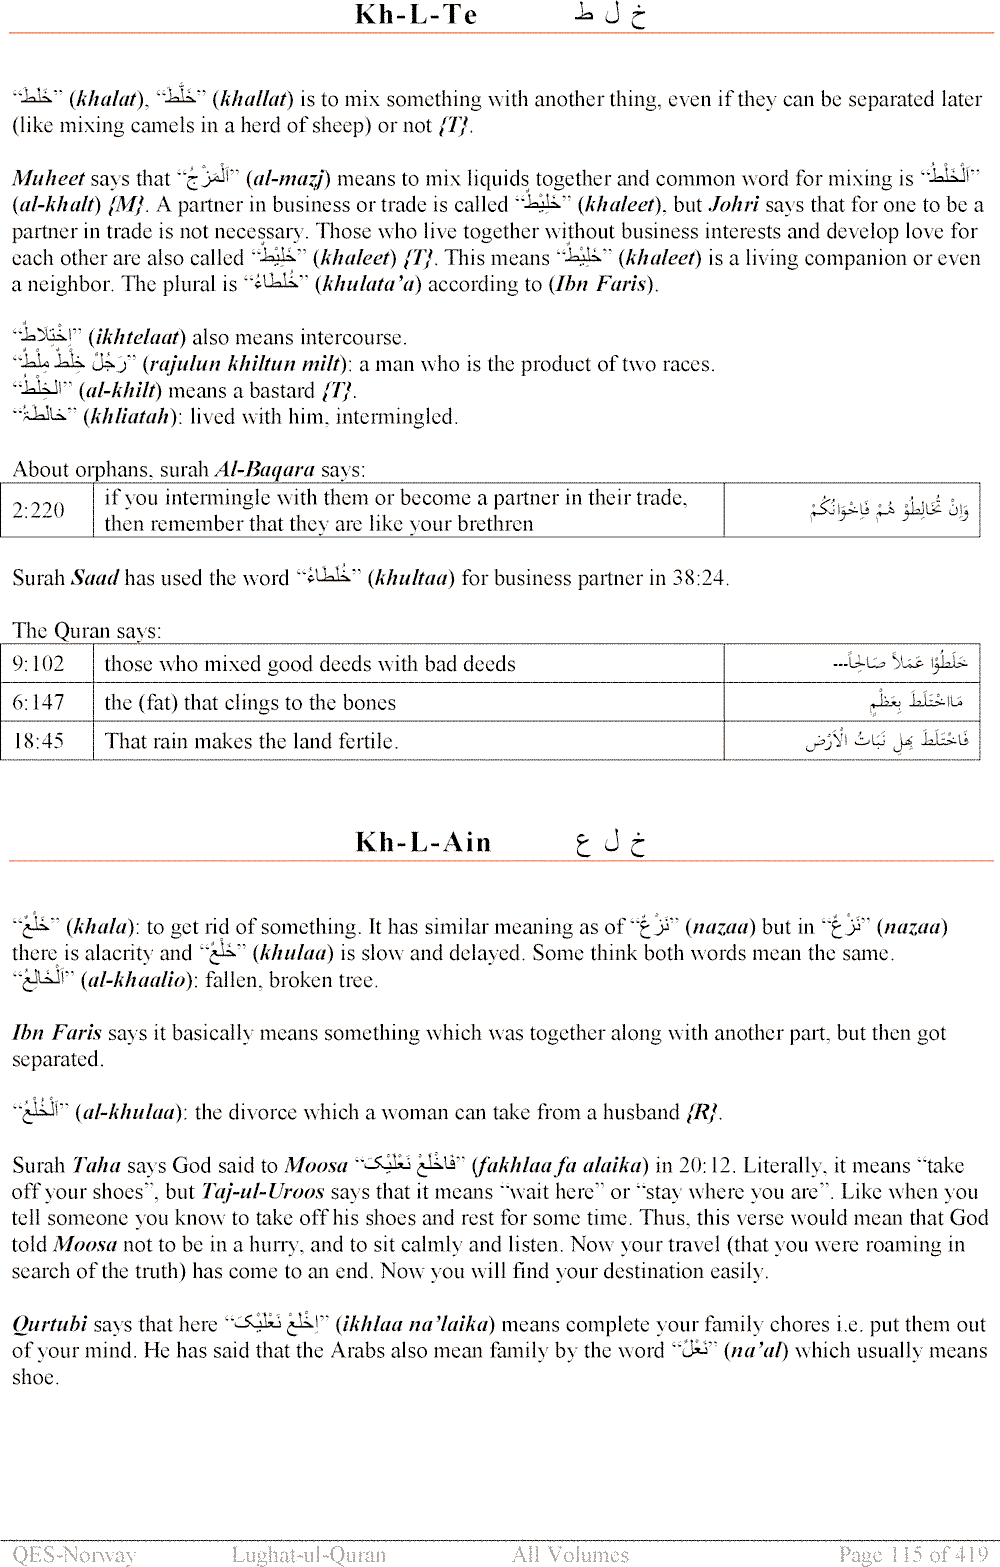 Kh-L-Te خ ل ط
“خَلَط” (khalat), “خَلَّط” (khallat) is to mix something with another thing, even if they can be separated later
(like mixing camels in a herd of sheep) or not {T}.
Muheet says that “اَلْمَزْجُ” (al-mazj) means to mix liquids together and common word for mixing is “اَلْخَلْطُ”
(al-khalt) {M}. A partner in business or trade is called “خَلِيْطٌ” (khaleet), but Johri says that for one to be a
partner in trade is not necessary. Those who live together without business interests and develop love for
each other are also called “خَلِيْطٌ” (khaleet) {T}. This means “خَلِيْطٌ” (khaleet) is a living companion or even
a neighbor. The plural is “خُلَطَاءُ” (khulata’a) according to (Ibn Faris).
“اِخْتِلَاطٌ” (ikhtelaat) also means intercourse.
“رَجُلٌ خِلْطٌ مِلْطٌ” (rajulun khiltun milt): a man who is the product of two races.
“الخِلْطُ” (al-khilt) means a bastard {T}.
“خالَطَہٗ” (khliatah): lived with him, intermingled.
About orphans, surah Al-Baqara says:
2:220 if you intermingle with them or become a partner in their trade, then remember that they are like your brethren وَاِنْ تُخَالِطُوْ هُمْ فَاِخْوَانُكُمْ
Surah Saad has used the word “خُلَطَاءُ” (khultaa) for business partner in 38:24.
The Quran says:
9:102 those who mixed good deeds with bad deeds خَلَطُوْا عَمَلاً صَالِحاً---
6:147 the (fat) that clings to the bones مَااخْتَلَطَ بِعَظْمٍ
18:45 That rain makes the land fertile. فَاخْتَلَطَ بِهِ نَبَاتُ الْاَرْضِ
Kh-L-Ain خ ل ع
“خَلْعٌ” (khala): to get rid of something. It has similar meaning as of “نَزْعٌ” (nazaa) but in “نَزْعٌ” (nazaa)
there is alacrity and “خَلْعٌ” (khulaa) is slow and delayed. Some think both words mean the same.
“اَلْخَالِعُ” (al-khaalio): fallen, broken tree.
Ibn Faris says it basically means something which was together along with another part, but then got
separated.
“اَلْخُلْعُ” (al-khulaa): the divorce which a woman can take from a husband {R}.
Surah Taha says God said to Moosa “فَاخْلَعْ نَعْلَيْکَ” (fakhlaa fa alaika) in 20:12. Literally, it means “take
off your shoes”, but Taj-ul-Uroos says that it means “wait here” or “stay where you are”. Like when you
tell someone you know to take off his shoes and rest for some time. Thus, this verse would mean that God
told Moosa not to be in a hurry, and to sit calmly and listen. Now your travel (that you were roaming in
search of the truth) has come to an end. Now you will find your destination easily.
Qurtubi says that here “اِخْلَعْ نَعْلَيْکَ” (ikhlaa na’laika) means complete your family chores i.e. put them out
of your mind. He has said that the Arabs also mean family by the word “نَعْلٌ” (na’al) which usually means
shoe.
QES-Norway Lughat-ul-Quran All Volumes Page 115 of 419